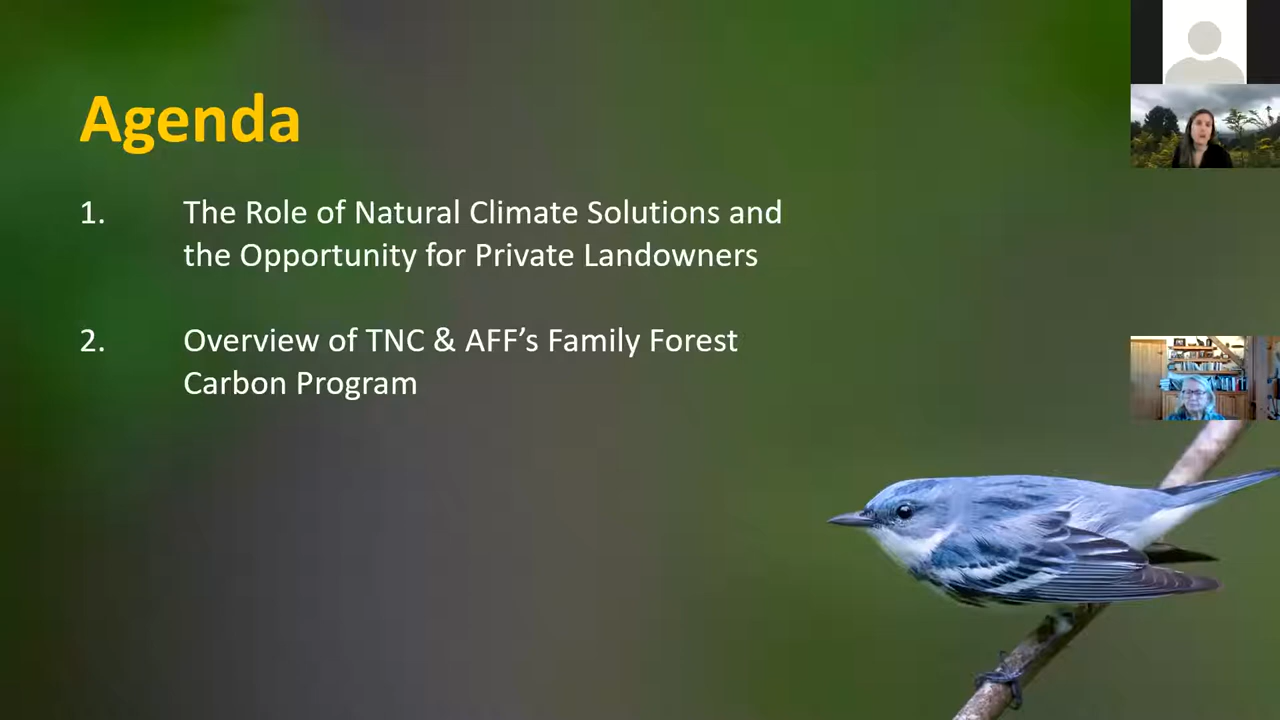 Agenda
1. The Role of Natural Climate Solutions and
the Opportunity for Private Landowners
2. Overview of TNC & AFF’s Family Forest
Carbon Program